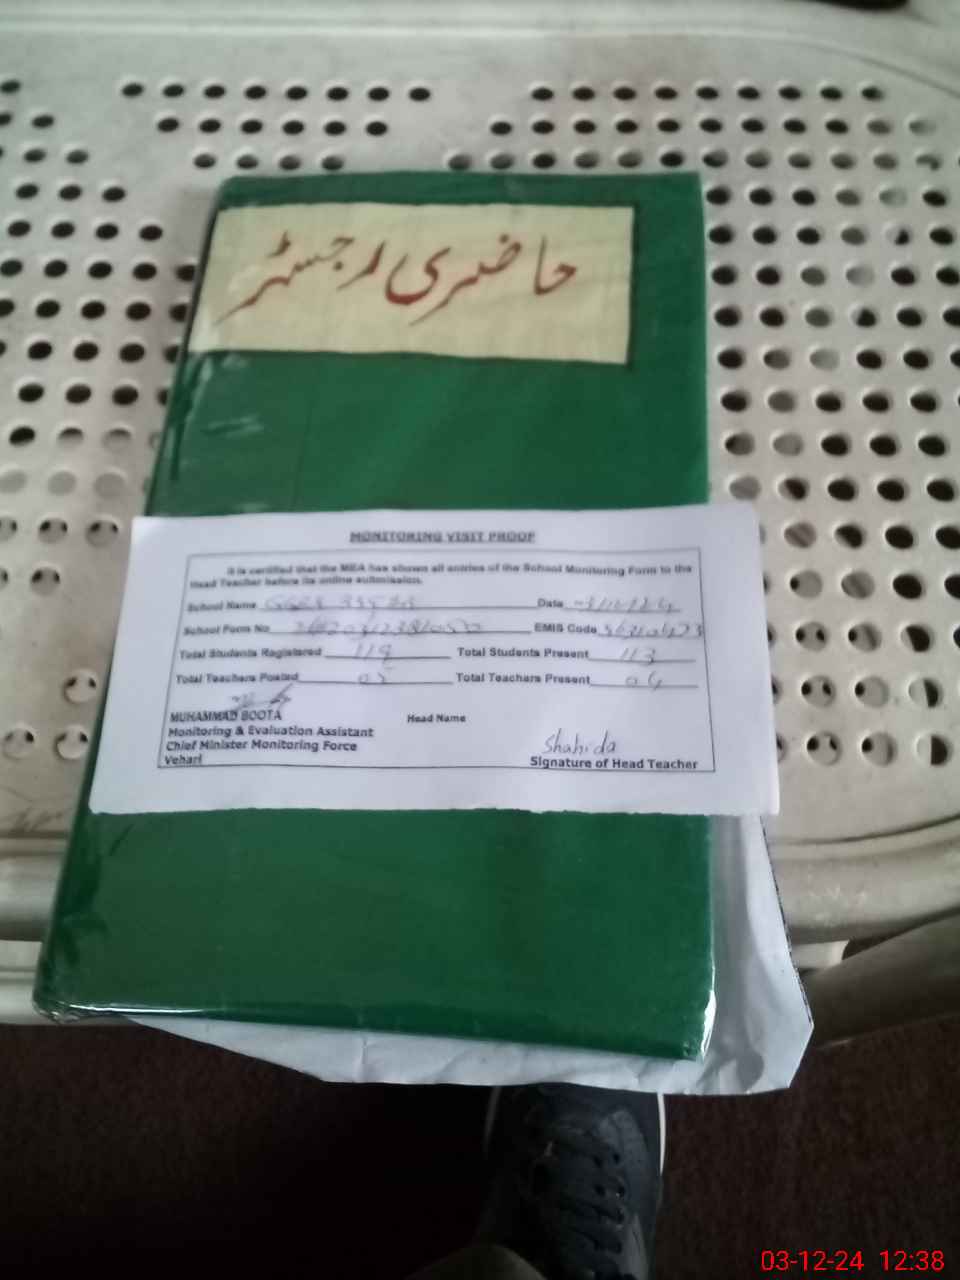 حاضری رجسٹر
MONITORING VISIT PROOF
It is certified that the MEA has shown all entries of the School Monitoring Form to the
Head Teacher before its online submission.
School Name Date
School Form No EMIS Code
Total Students Registered 119 Total Students Present 113
Total Teachers Posted 05 Total Teachers Present 04
MUHAMMAD BOOTA Head Name
Monitoring & Evaluation Assistant
Chief Minister Monitoring Force Shahida
Vehari Signature of Head Teacher
03-12-24 12:38